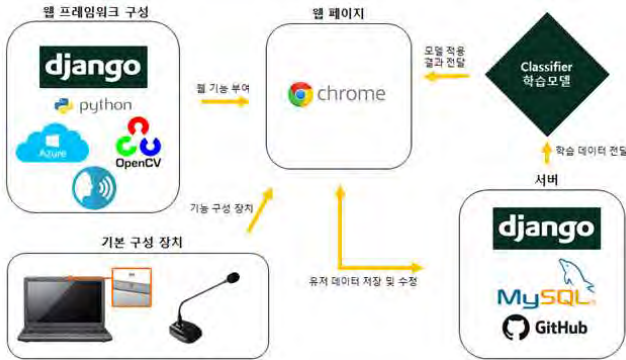 웹 프레임워크 구성
django
python
Azure
OpenCV
웹 기능 부여
웹 페이지
chrome
모델 적용
결과 전달
Classifier
학습모델
학습 데이터 전달
서버
django
MySQL
GitHub
기능 구성 장치
기본 구성 장치
유저 데이터 저장 및 수정